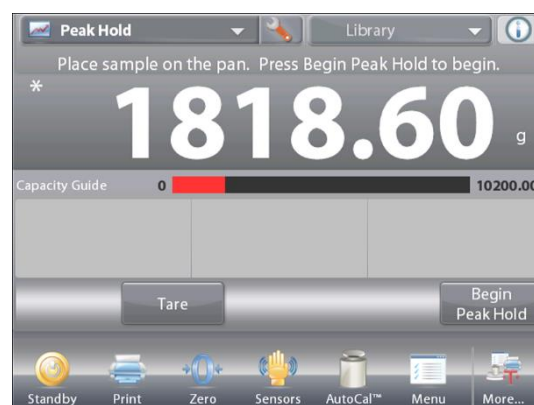 Peak Hold
Library
Place sample on the pan. Press Begin Peak Hold to begin.
* 1818.60 g
Capacity Guide 0 10200.00
Tare
Begin
Peak Hold
Standby Print Zero Sensors AutoCal™ Menu More...